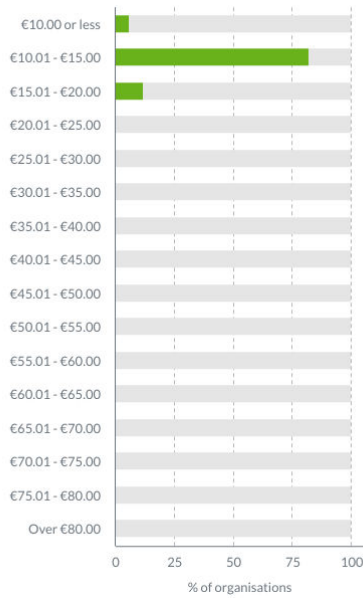 €10.00 or less
€10.01 - €15.00
€15.01 - €20.00
€20.01 - €25.00
€25.01 - €30.00
€30.01 - €35.00
€35.01 - €40.00
€40.01 - €45.00
€45.01 - €50.00
€50.01 - €55.00
€55.01 - €60.00
€60.01 - €65.00
€65.01 - €70.00
€70.01 - €75.00
€75.01 - €80.00
Over €80.00
0 25 50 75 100
% of organisations